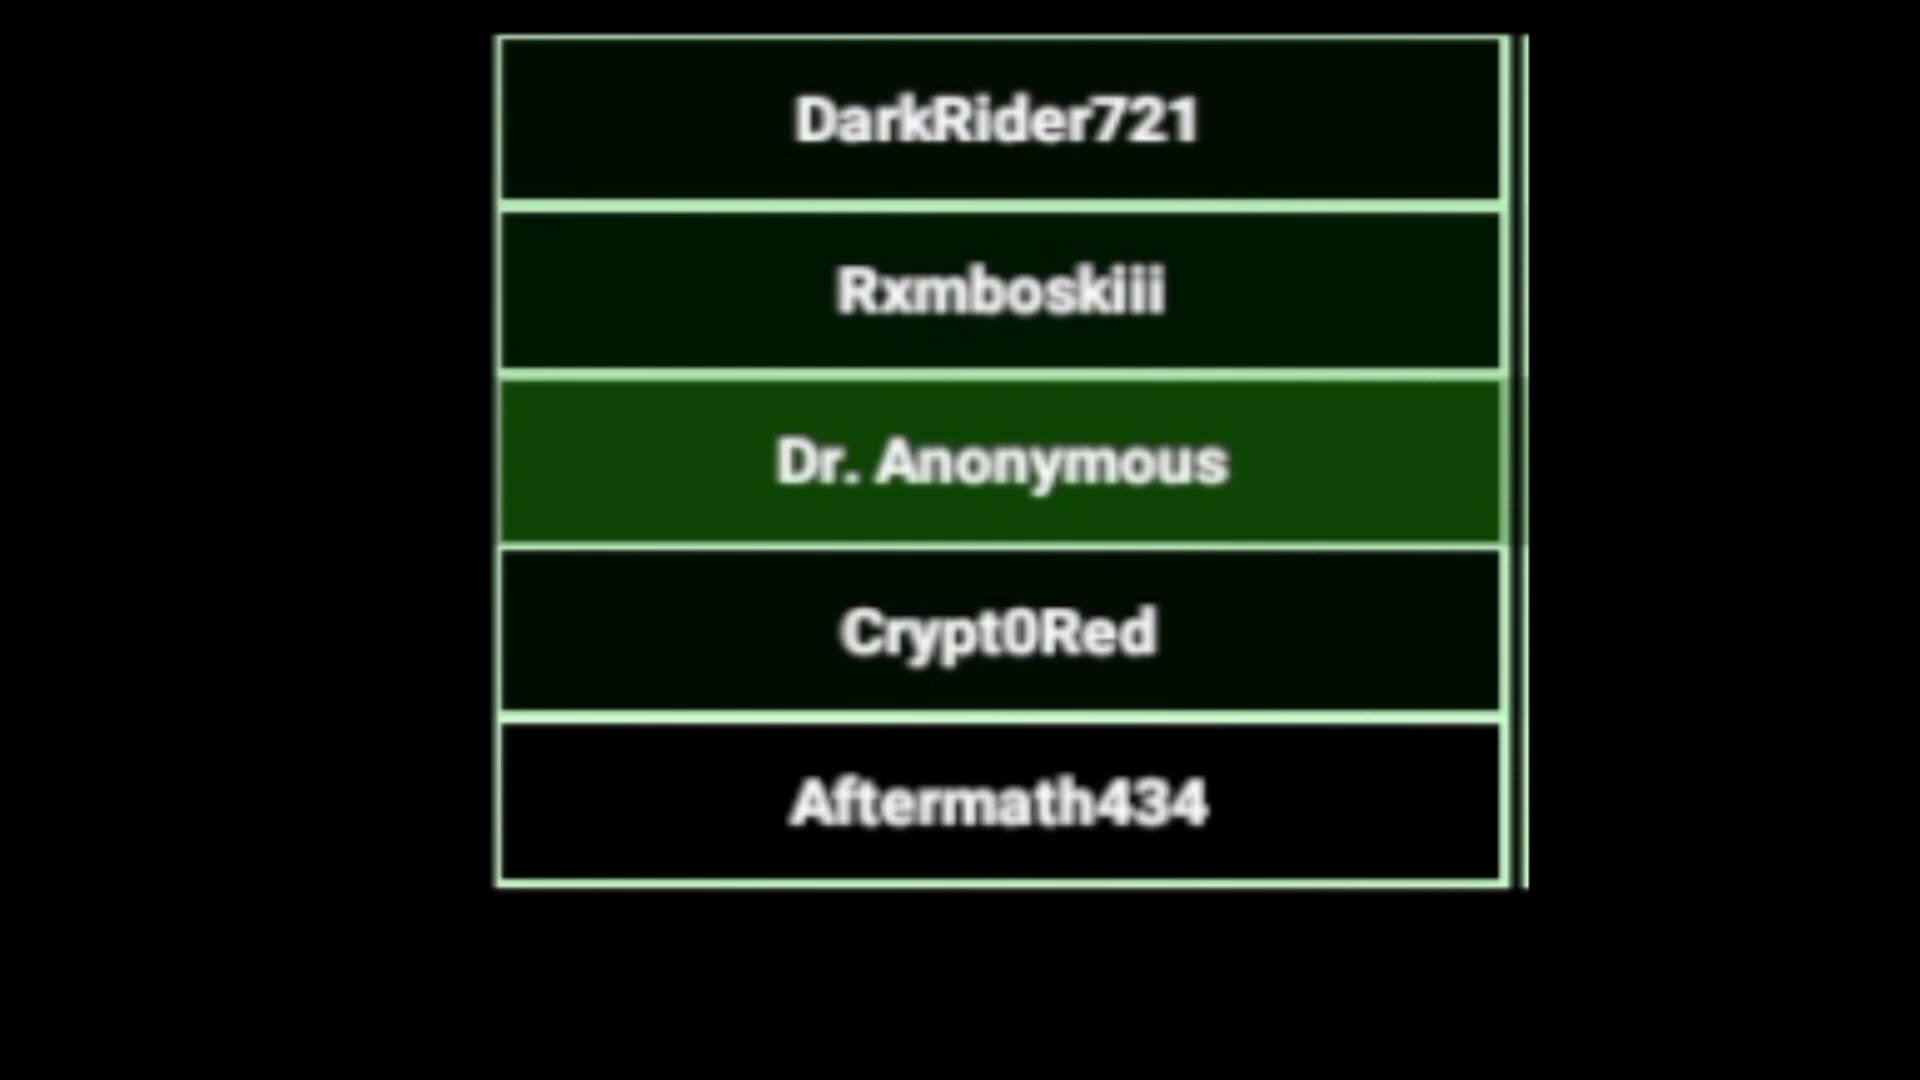 DarkRider721
Rxmboskiii
Dr. Anonymous
Crypt0Red
Aftermath434